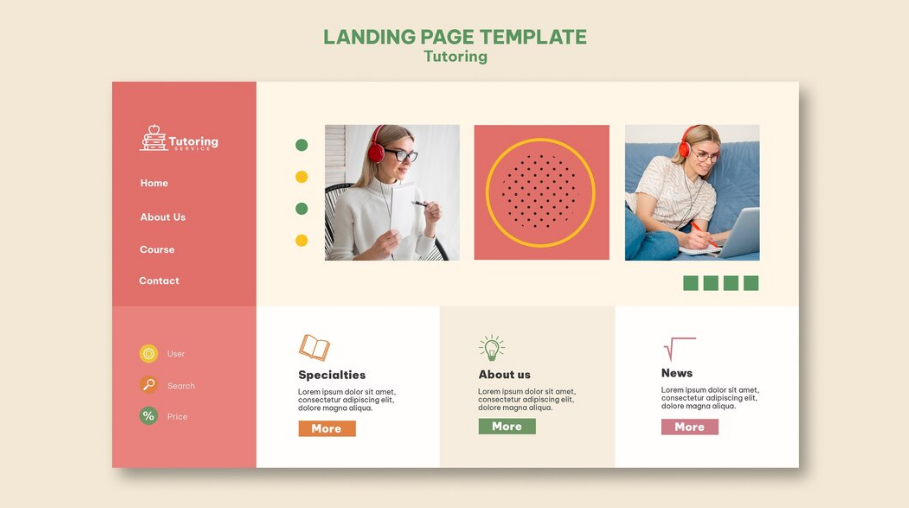 LANDING PAGE TEMPLATE
Tutoring
Tutoring
SERVICE
Home
About Us
Course
Contact
User
Search
%
Price
Specialties
Lorem ipsum dolor sit amet,
consectetur adipiscing elit,
dolore magna aliqua.
More
About us
Lorem ipsum dolor sit amet,
consectetur adipiscing elit,
dolore magna aliqua.
More
News
Lorem ipsum dolor sit amet,
consectetur adipiscing elit,
dolore magna aliqua.
More